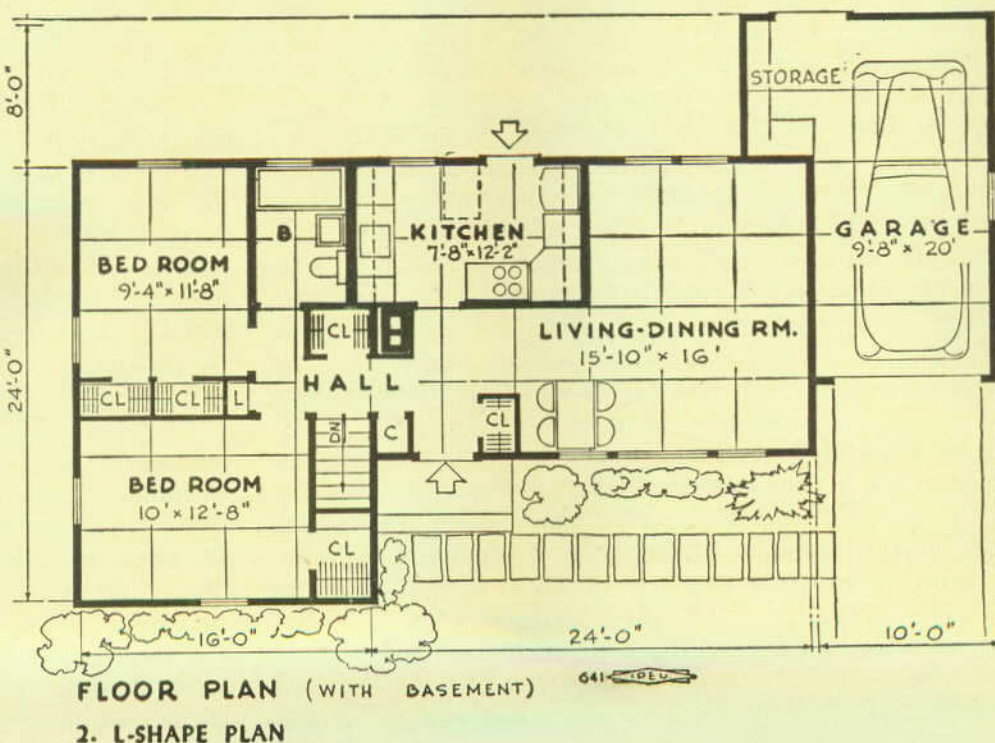 8'-0"
STORAGE
B
KITCHEN
7'-8" x 12'-2"
GARAGE
9'-8" x 20'
BED ROOM
9'-4" x 11'-8"
CL
LIVING-DINING RM.
15'-10" x 16'
24'-0"
HALL
CL
CL
L
DN
C
CL
BED ROOM
10' x 12'-8"
CL
16'-0"
24'-0"
10'-0"
FLOOR PLAN (WITH BASEMENT)
641-
2. L-SHAPE PLAN